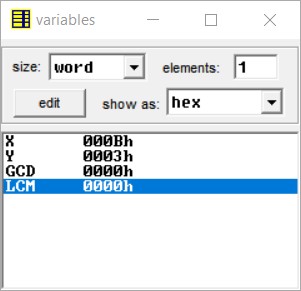 variables
size: word elements: 1
edit show as: hex
X 000Bh
Y 0003h
GCD 0000h
LCM 0000h